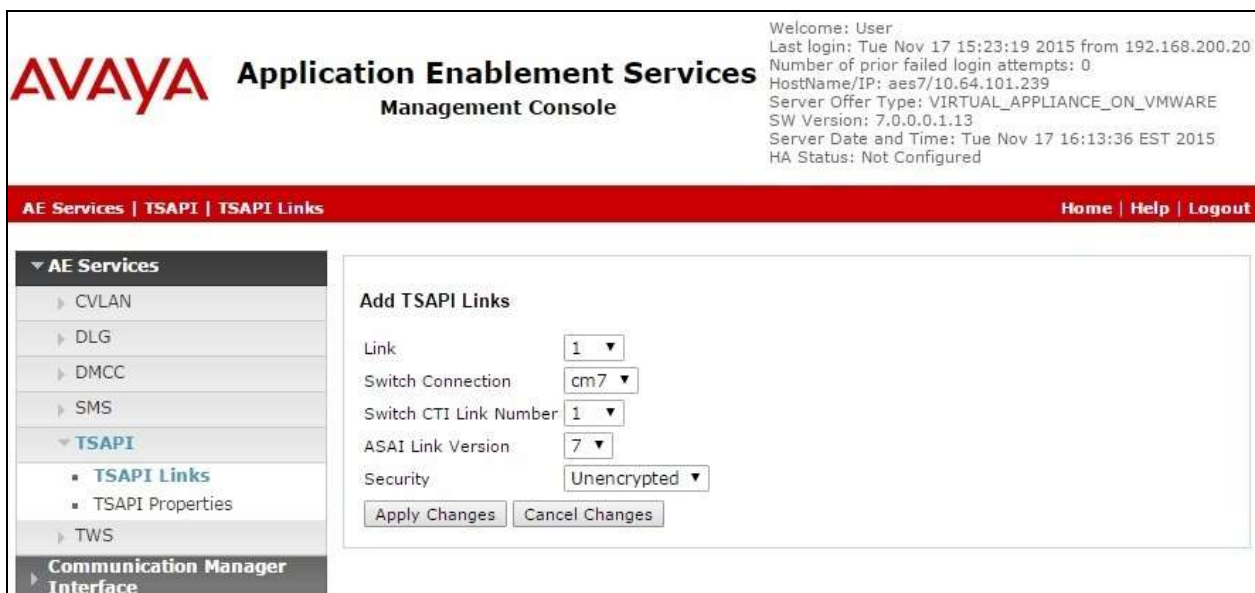 AVAYA
Application Enablement Services
Management Console
Welcome: User
Last login: Tue Nov 17 15:23:19 2015 from 192.168.200.20
Number of prior failed login attempts: 0
HostName/IP: aes7/10.64.101.239
Server Offer Type: VIRTUAL_APPLIANCE_ON_VMWARE
SW Version: 7.0.0.0.1.13
Server Date and Time: Tue Nov 17 16:13:36 EST 2015
HA Status: Not Configured
AE Services | TSAPI | TSAPI Links
Home | Help | Logout
AE Services
CVLAN
DLG
DMCC
SMS
TSAPI
TSAPI Links
TSAPI Properties
TWS
Communication Manager
Interface
Add TSAPI Links
Link 1
Switch Connection cm7
Switch CTI Link Number 1
ASAI Link Version 7
Security Unencrypted
Apply Changes Cancel Changes